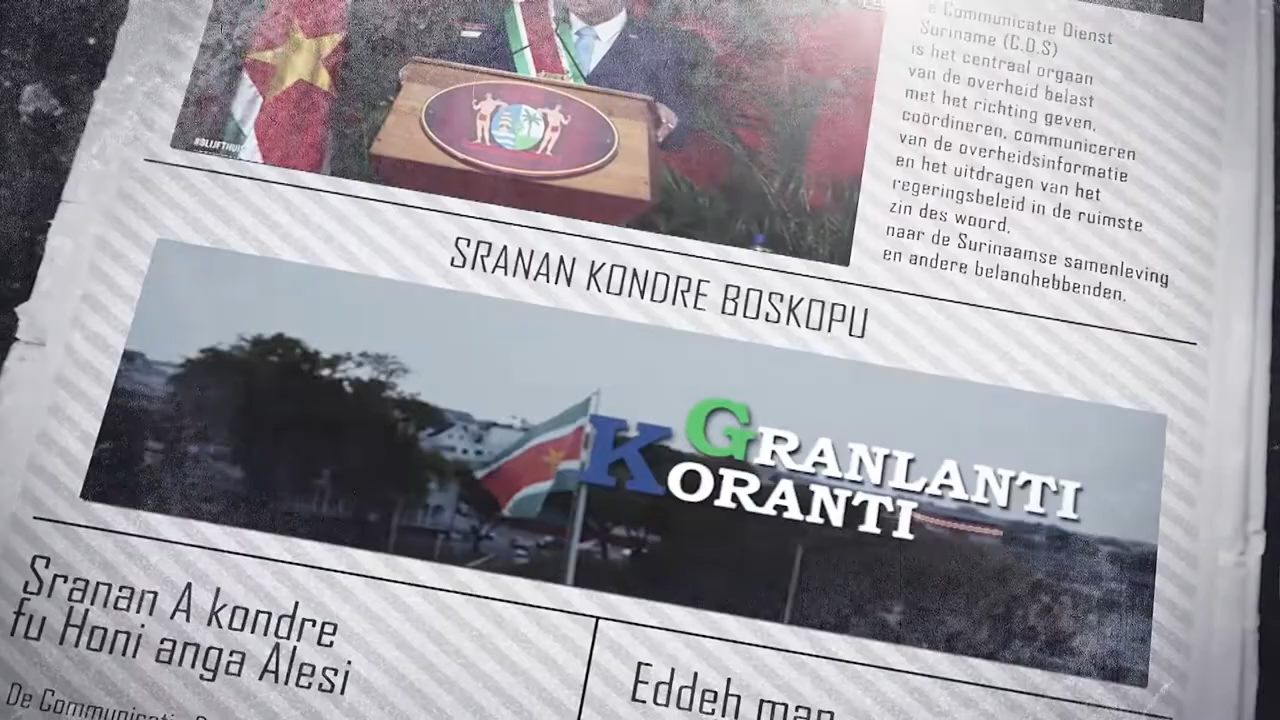 e Communicatie Dienst
Suriname (C.D.S)
is het centraal orgaan
van de overheid belast
met het richting geven,
coördineren, communiceren
van de overheidsinformatie
en het uitdragen van het
regeringsbeleid in de ruimste
zin des woord,
naar de Surinaamse samenleving
en andere belanghebbenden.
SRANAN KONDRE BOSKOPU
GRANLANTI
KORANTI
Sranan A kondre
fu Honi anga Alesi
Eddeh man
De